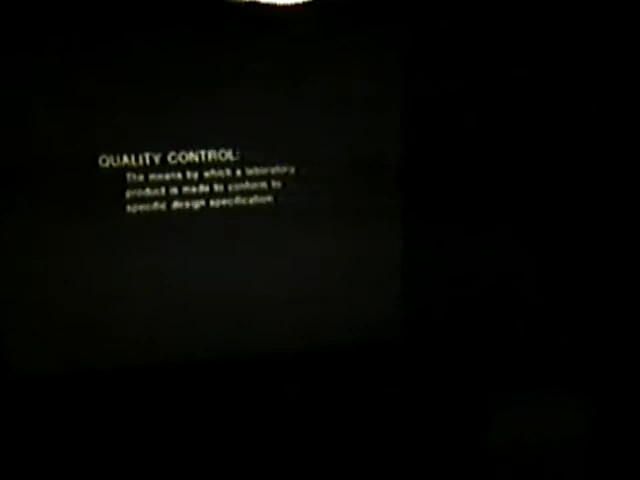 QUALITY CONTROL:
The means by which a laboratory
product is made to conform to
specific design specification